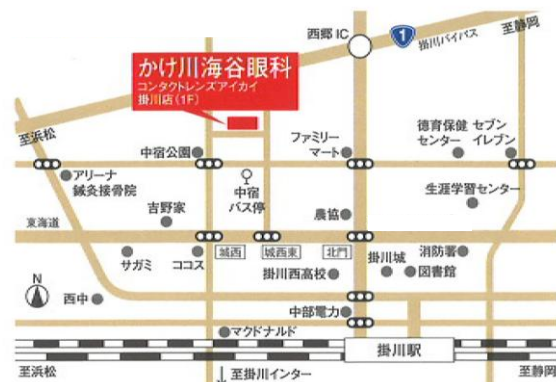 西郷IC
1
掛川バイパス
至静岡
かけ川海谷眼科
コンタクトレンズアイカイ
掛川店(1F)
至浜松
中宿公園
ファミリー
マート
徳育保健
センター
セブン
イレブン
アリーナ
鍼灸接骨院
中宿
バス停
生涯学習センター
吉野家
農協
東海道
城西
城西東
北門
サガミ
ココス
掛川西高校
掛川城
消防署
図書館
N
西中
中部電力
マクドナルド
掛川駅
至浜松
至掛川インター
至静岡